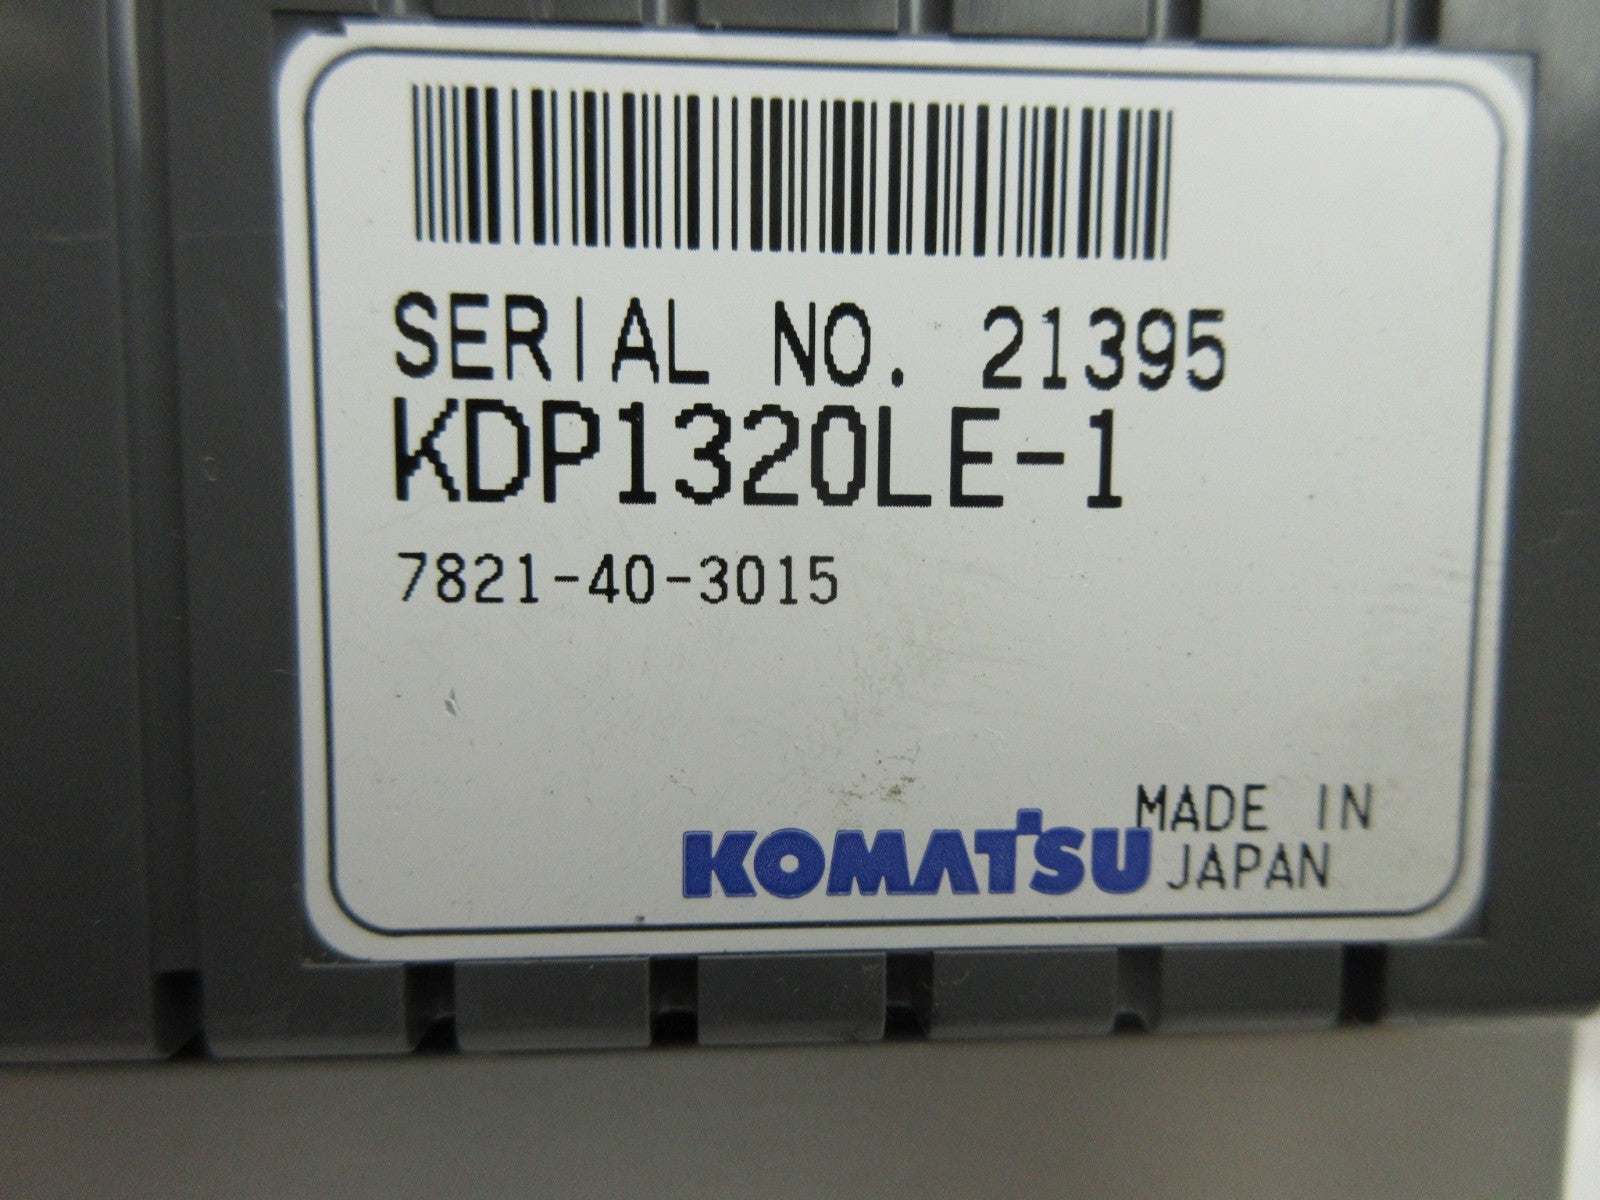 SERIAL NO. 21395
KDP1320LE-1
7821-40-3015
MADE IN
KOMATSU JAPAN